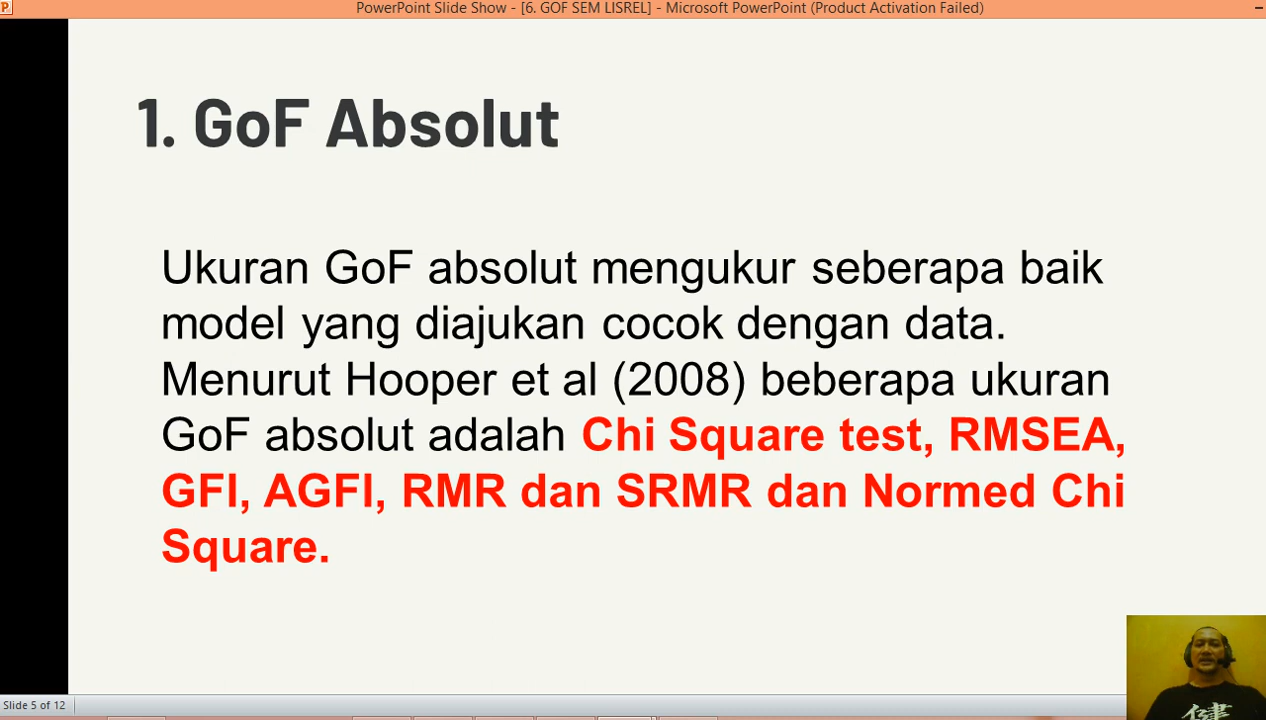 PowerPoint Slide Show - [6. GOF SEM LISREL] - Microsoft PowerPoint (Product Activation Failed)
1. GoF Absolut
Ukuran GoF absolut mengukur seberapa baik
model yang diajukan cocok dengan data.
Menurut Hooper et al (2008) beberapa ukuran
GoF absolut adalah Chi Square test, RMSEA,
GFI, AGFI, RMR dan SRMR dan Normed Chi
Square.
Slide 5 of 12